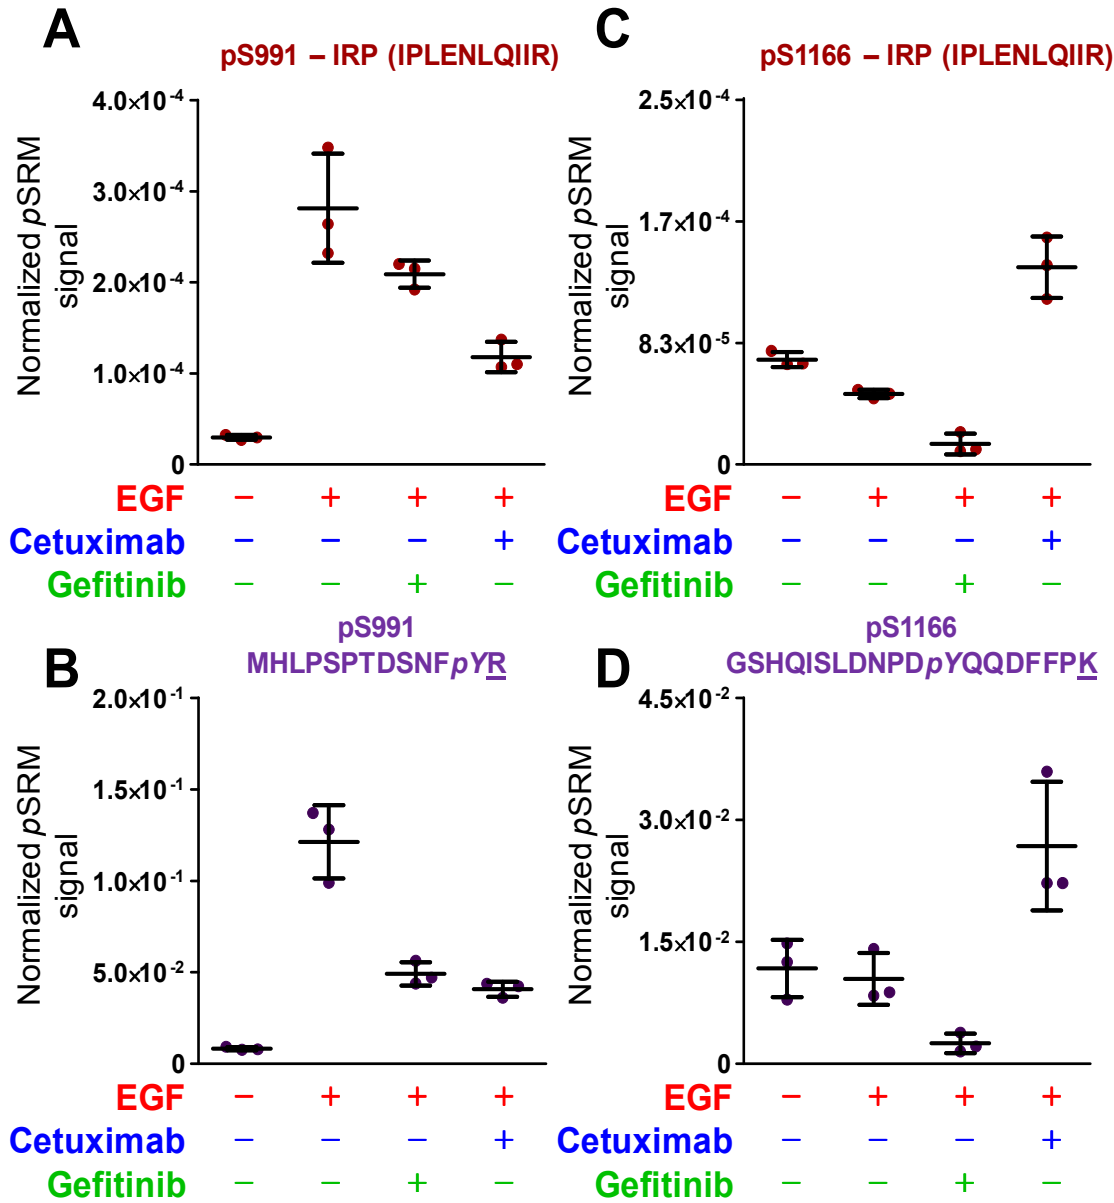 A
pS991 – IRP (IPLENLQIIR)
Normalized pSRM
signal
4.0×10⁻⁴
3.0×10⁻⁴
2.0×10⁻⁴
1.0×10⁻⁴
0
EGF − + + +
Cetuximab − − − +
Gefitinib − − + −
C
pS1166 – IRP (IPLENLQIIR)
Normalized pSRM
signal
2.5×10⁻⁴
1.7×10⁻⁴
8.3×10⁻⁵
0
EGF − + + +
Cetuximab − − − +
Gefitinib − − + −
B
pS991
MHLPSPTDSNFpYR
Normalized pSRM
signal
2.0×10⁻¹
1.5×10⁻¹
1.0×10⁻¹
5.0×10⁻²
0
EGF − + + +
Cetuximab − − − +
Gefitinib − − + −
D
pS1166
GSHQISLDNPDpYQQDFFPK
Normalized pSRM
signal
4.5×10⁻²
3.0×10⁻²
1.5×10⁻²
0
EGF − + + +
Cetuximab − − − +
Gefitinib − − + −